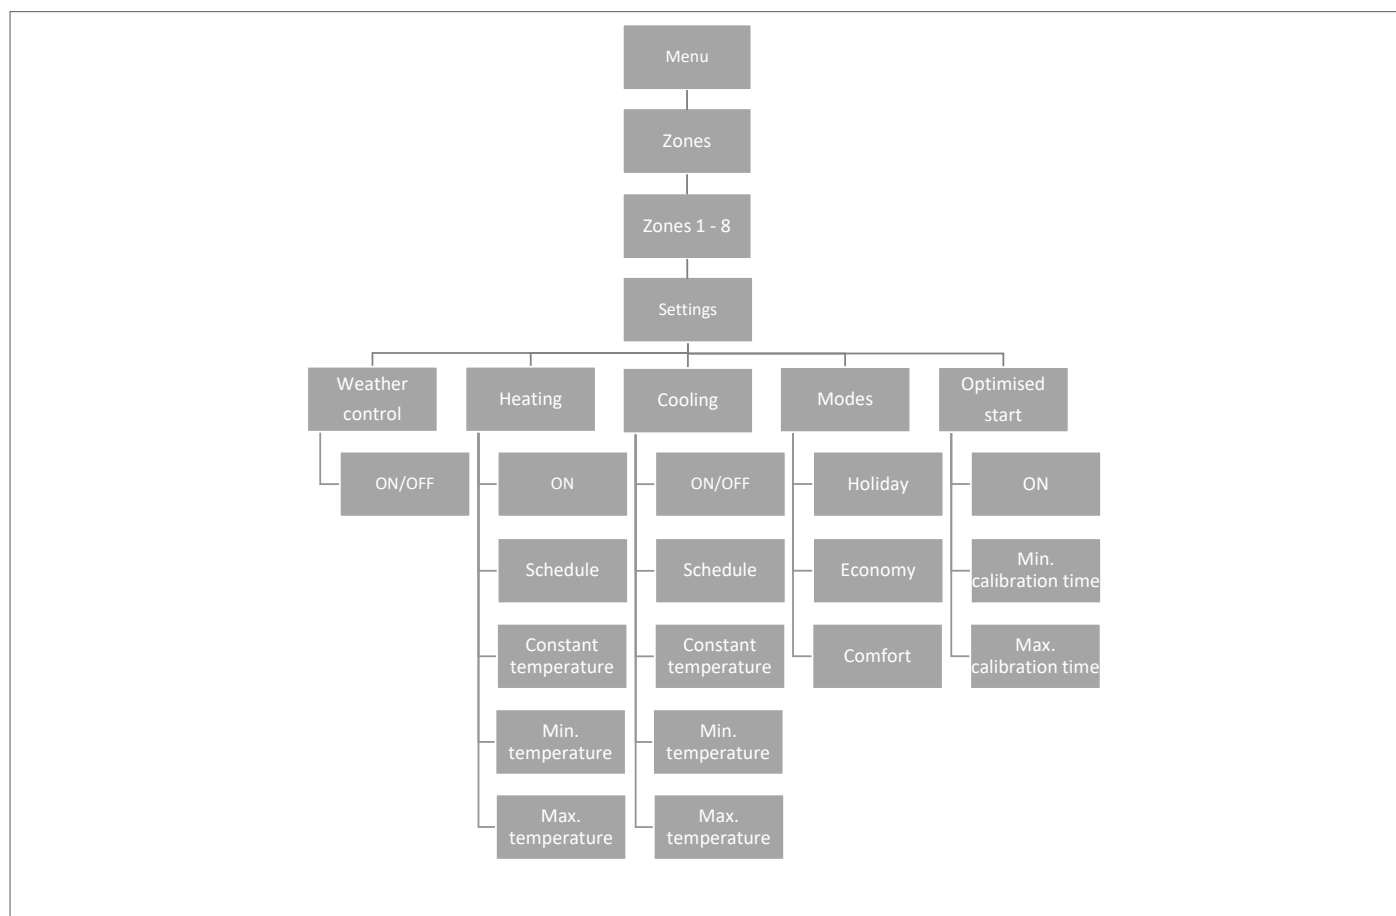 Menu
Zones
Zones 1 - 8
Settings
Weather
control
Heating
Cooling
Modes
Optimised
start
ON/OFF
ON
ON/OFF
Holiday
ON
Schedule
Schedule
Economy
Min.
calibration time
Constant
temperature
Constant
temperature
Comfort
Max.
calibration time
Min.
temperature
Min.
temperature
Max.
temperature
Max.
temperature